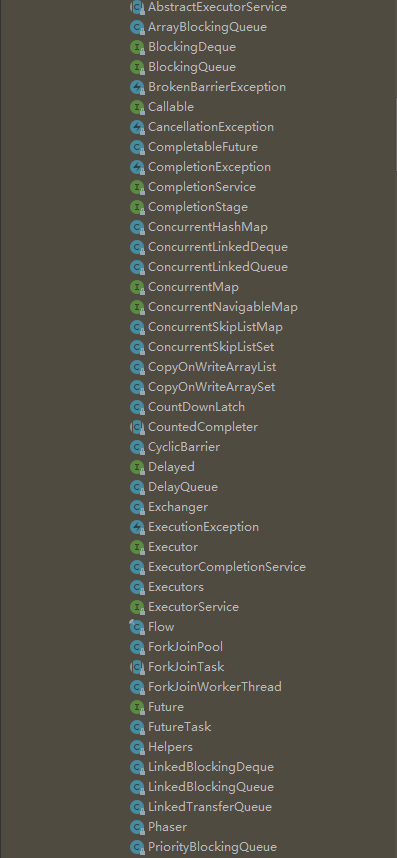 AbstractExecutorService
ArrayBlockingQueue
BlockingDeque
BlockingQueue
BrokenBarrierException
Callable
CancellationException
CompletableFuture
CompletionException
CompletionService
CompletionStage
ConcurrentHashMap
ConcurrentLinkedDeque
ConcurrentLinkedQueue
ConcurrentMap
ConcurrentNavigableMap
ConcurrentSkipListMap
ConcurrentSkipListSet
CopyOnWriteArrayList
CopyOnWriteArraySet
CountDownLatch
CountedCompleter
CyclicBarrier
Delayed
DelayQueue
Exchanger
ExecutionException
Executor
ExecutorCompletionService
Executors
ExecutorService
Flow
ForkJoinPool
ForkJoinTask
ForkJoinWorkerThread
Future
FutureTask
Helpers
LinkedBlockingDeque
LinkedBlockingQueue
LinkedTransferQueue
Phaser
PriorityBlockingQueue